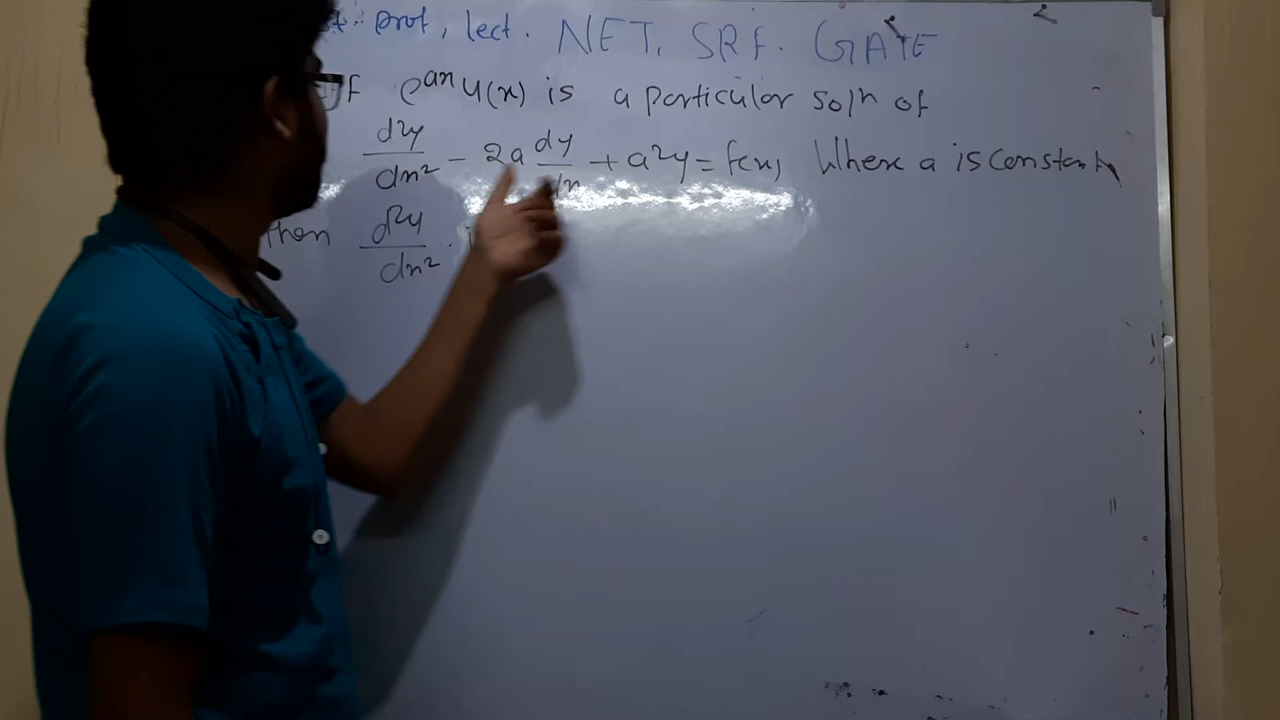 prof, lect. NET, SRF. GATE
If e^{ax} u(x) is a particular soln of
d²y/dx² - 2a dy/dx + a²y = f(x), Where a is constant,
then d²u/dx²